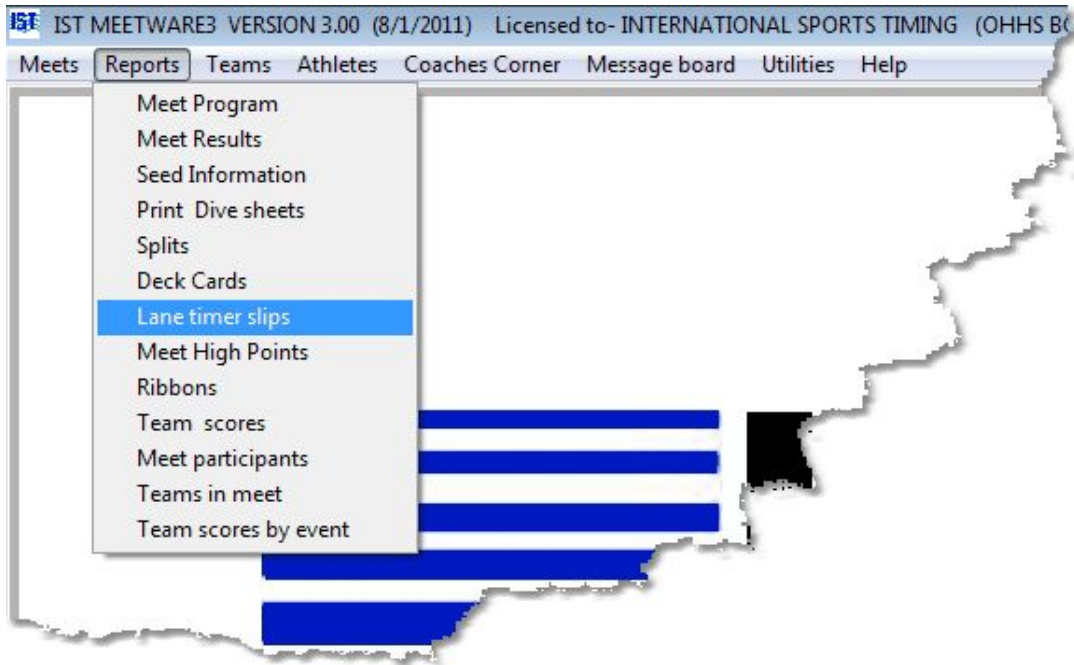 IST IST MEETWARE3 VERSION 3.00 (8/1/2011) Licensed to- INTERNATIONAL SPORTS TIMING (OHHS
Meets Reports Teams Athletes Coaches Corner Message board Utilities Help
Meet Program
Meet Results
Seed Information
Print Dive sheets
Splits
Deck Cards
Lane timer slips
Meet High Points
Ribbons
Team scores
Meet participants
Teams in meet
Team scores by event